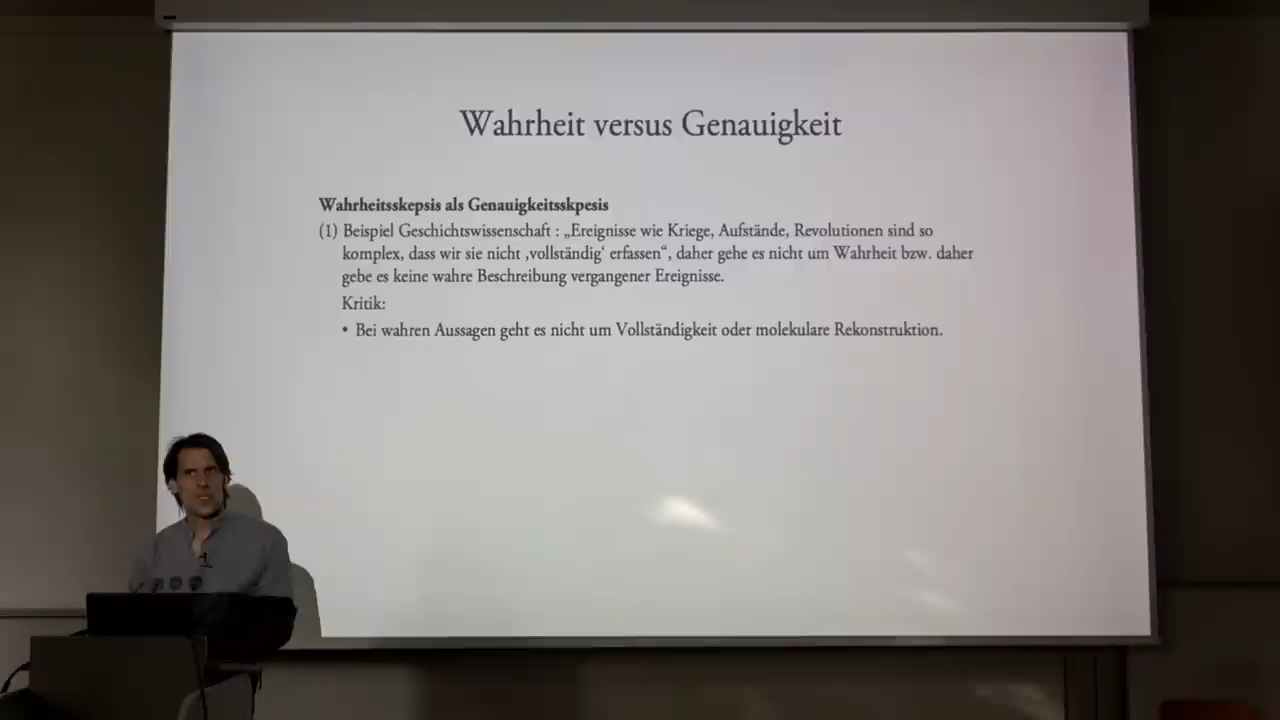 Wahrheit versus Genauigkeit
Wahrheitsskepsis als Genauigkeitsskpesis
(1) Beispiel Geschichtswissenschaft : „Ereignisse wie Kriege, Aufstände, Revolutionen sind so
komplex, dass wir sie nicht ‚vollständig‘ erfassen“, daher gehe es nicht um Wahrheit bzw. daher
gebe es keine wahre Beschreibung vergangener Ereignisse.
Kritik:
• Bei wahren Aussagen geht es nicht um Vollständigkeit oder molekulare Rekonstruktion.